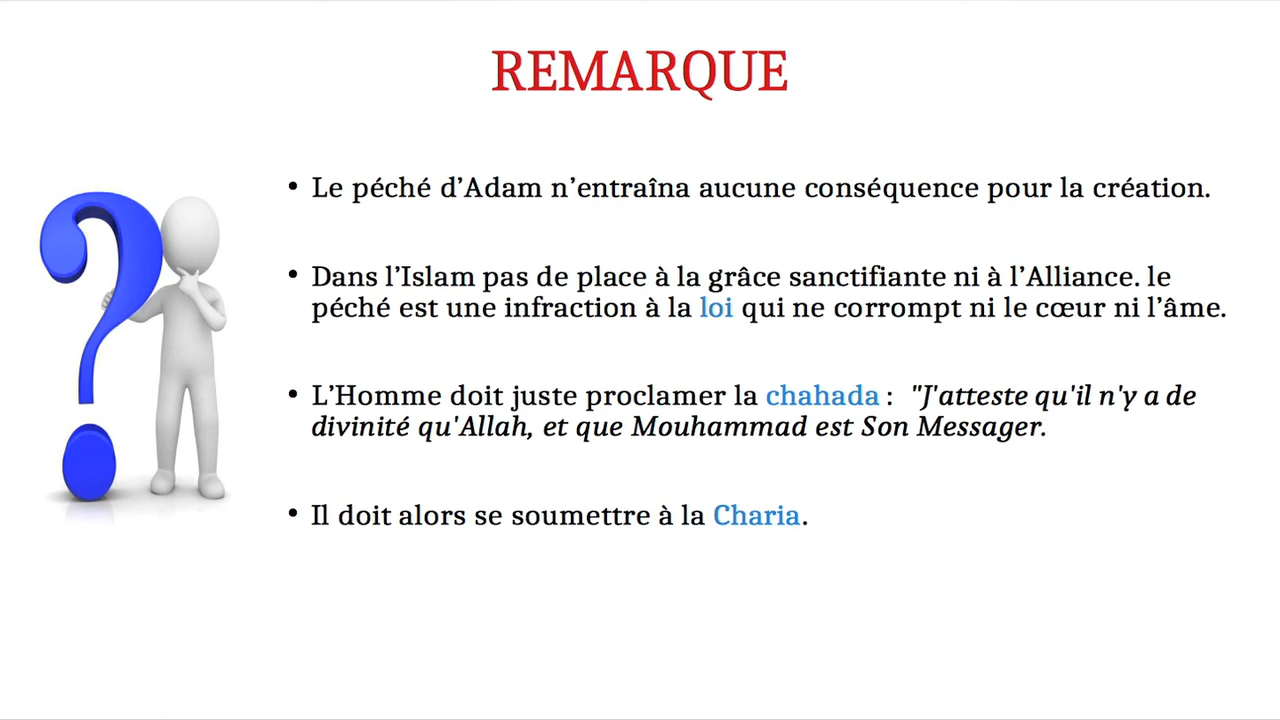 REMARQUE
• Le péché d’Adam n’entraîna aucune conséquence pour la création.
• Dans l’Islam pas de place à la grâce sanctifiante ni à l’Alliance. le
péché est une infraction à la loi qui ne corrompt ni le cœur ni l’âme.
• L’Homme doit juste proclamer la chahada : "J'atteste qu'il n'y a de
divinité qu'Allah, et que Mouhammad est Son Messager.
• Il doit alors se soumettre à la Charia.